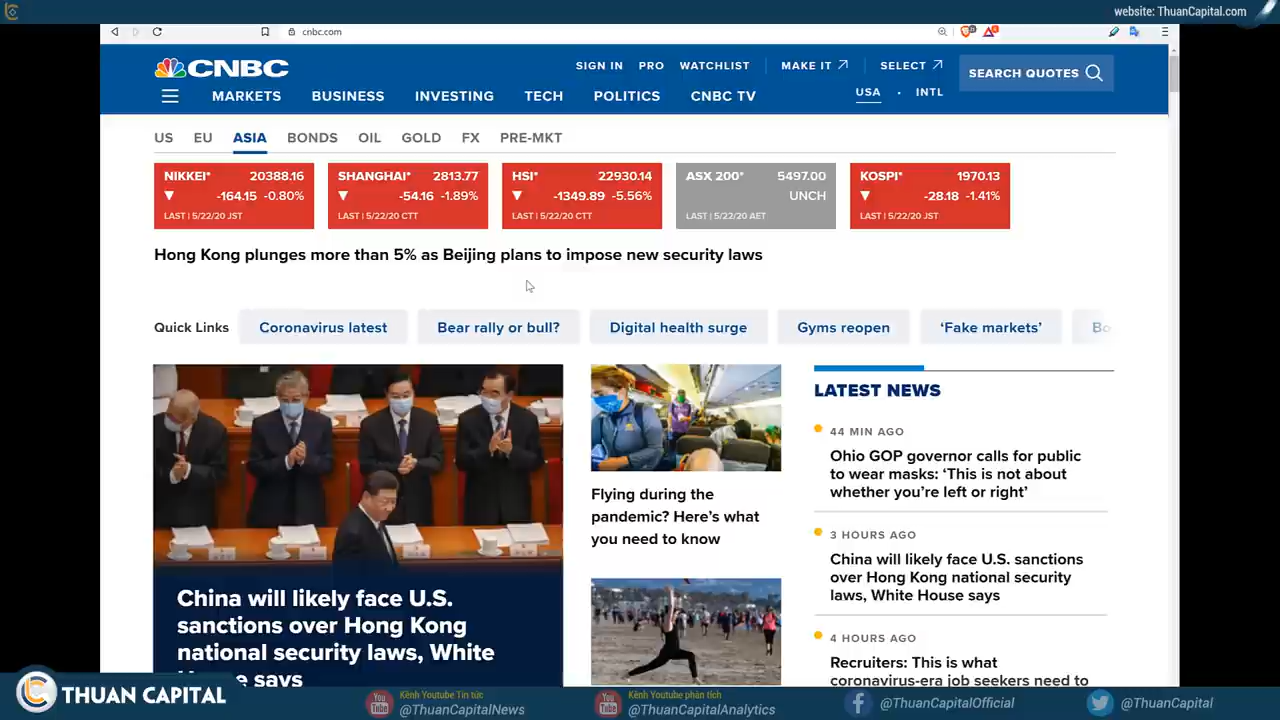 website: ThuanCapital.com
cnbc.com
CNBC
SIGN IN PRO WATCHLIST MAKE IT SELECT
SEARCH QUOTES
USA · INTL
MARKETS BUSINESS INVESTING TECH POLITICS CNBC TV
US EU ASIA BONDS OIL GOLD FX PRE-MKT
NIKKEI* 20388.16
-164.15 -0.80%
LAST | 5/22/20 JST
SHANGHAI* 2813.77
-54.16 -1.89%
LAST | 5/22/20 CTT
HSI* 22930.14
-1349.89 -5.56%
LAST | 5/22/20 CTT
ASX 200* 5497.00
UNCH
LAST | 5/22/20 AET
KOSPI* 1970.13
-28.18 -1.41%
LAST | 5/22/20 JST
Hong Kong plunges more than 5% as Beijing plans to impose new security laws
Quick Links Coronavirus latest Bear rally or bull? Digital health surge Gyms reopen ‘Fake markets’ Bo
China will likely face U.S.
sanctions over Hong Kong
national security laws, White
says
Flying during the
pandemic? Here’s what
you need to know
LATEST NEWS
44 MIN AGO
Ohio GOP governor calls for public
to wear masks: ‘This is not about
whether you’re left or right’
3 HOURS AGO
China will likely face U.S. sanctions
over Hong Kong national security
laws, White House says
4 HOURS AGO
Recruiters: This is what
coronavirus-era job seekers need to
THUAN CAPITAL
Kênh Youtube Tin tức
@ThuanCapitalNews
Kênh Youtube phân tích
@ThuanCapitalAnalytics
@ThuanCapitalOfficial
@ThuanCapital